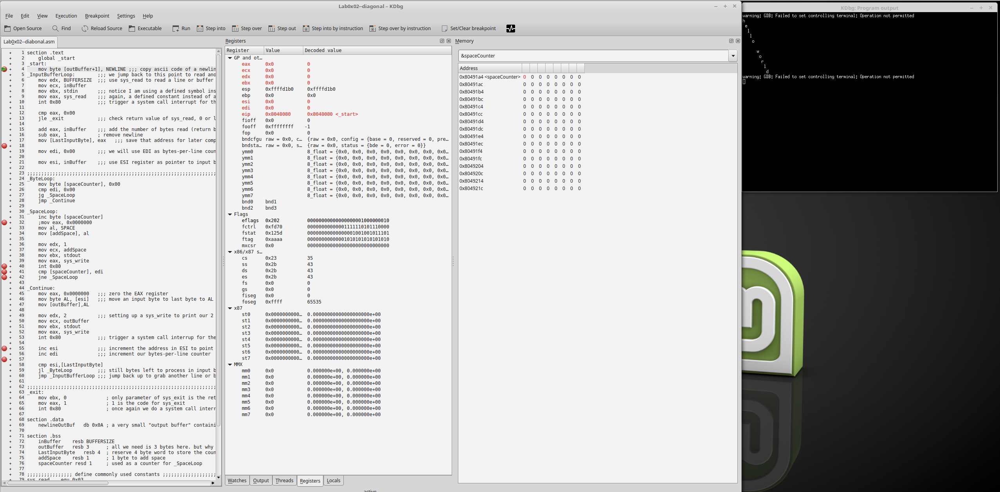 Lab0x02--diagonal – KDbg
File Edit View Execution Breakpoint Settings Help
Open Source Find Reload Source Executable Run Step into Step over Step out Step into by instruction Step over by instruction Set/Clear breakpoint
Lab0x02--diabonal.asm
+ 1 section .text
+ 2 global _start
+ 3 _start:
+ 4 mov byte [outBuffer+1], NEWLINE ;;; copy ascii code of a newlin
+ 5 _InputBufferLoop: ;;; we jump back to this point to read ano
+ 6 mov edx, BUFFERSIZE ;;; use sys_read to read a line or buffer
+ 7 mov ecx, inBuffer
+ 8 mov ebx, stdin ;;; notice I am using a defined symbol ins
+ 9 mov eax, sys_read ;;; again, a defined constant instead of a
+ 10 int 0x80 ;;; trigger a system call interrupt for th
+ 11
+ 12 cmp eax, 0x00
+ 13 jle _exit ;;; check return value of sys_read, 0 or l
+ 14
+ 15 add eax, inBuffer ;;; add the number of bytes read (return b
+ 16 sub eax, 1 ; remove newline
+ 17 mov [LastInputByte], eax ;;; save that address for later comp
+ 18
+ 19 mov edi, 0x00 ;;; we will use EDI as bytes-per-line coun
+ 20
+ 21 mov esi, inBuffer ;;; use ESI register as pointer to input b
+ 22
+ 23 ;;;;;;;;;;;;;;;;;;;;;;;;;;;;;;;;;;;;;;;;;;;;;;;;;;;;;;;;;;;;;;;;;;;
+ 24 _ByteLoop:
+ 25 mov byte [spaceCounter], 0x00
+ 26 cmp edi, 0x00
+ 27 jg _SpaceLoop
+ 28 jmp _Continue
+ 29
+ 30 _SpaceLoop:
+ 31 inc byte [spaceCounter]
+ 32 ;mov eax, 0x0000000
+ 33 mov al, SPACE
+ 34 mov [addSpace], al
+ 35
+ 36 mov edx, 1
+ 37 mov ecx, addSpace
+ 38 mov ebx, stdout
+ 39 mov eax, sys_write
+ 40 int 0x80
+ 41 cmp [spaceCounter], edi
+ 42 jne _SpaceLoop
+ 43
+ 44 _Continue:
+ 45 mov eax, 0x0000000 ;;; zero the EAX register
+ 46 mov byte AL, [esi] ;;; move an input byte to last byte to AL
+ 47 mov [outBuffer],AL
+ 48
+ 49 mov edx, 2 ;;; setting up a sys_write to print our 2
+ 50 mov ecx, outBuffer
+ 51 mov ebx, stdout
+ 52 mov eax, sys_write
+ 53 int 0x80 ;;; trigger a system call interrup for the
+ 54
+ 55 inc esi ;;; increment the address in ESI to point
+ 56 inc edi ;;; increment our bytes-per-line counter
+ 57
+ 58 cmp esi,[LastInputByte]
+ 59 jl _ByteLoop ;;; still bytes left to process in input b
+ 60 jmp _InputBufferLoop ;;; jump back up to grab another line or b
+ 61
+ 62 ;;;;;;;;;;;;;;;;;;;;;;;;;;;;;;;;;;;;;;;;;;;;;;;;;;;;;;;;;;;;;;;;;;;
+ 63 _exit:
+ 64 mov ebx, 0 ; only parameter of sys_exit is the ret
+ 65 mov eax, 1 ; 1 is the code for sys_exit
+ 66 int 0x80 ; once again we do a system call interr
+ 67
+ 68 section .data
+ 69 newlineOutBuf db 0x0A ; a very small "output buffer" containi
+ 70
+ 71 section .bss
+ 72 inBuffer resb BUFFERSIZE
+ 73 outBuffer resb 3 ; all we need is 3 bytes here. but why
+ 74 LastInputByte resb 4 ; reserve 4 byte word to store the coun
+ 75 addSpace resb 1 ; 1 byte to add space
+ 76 spaceCounter resd 1 ; used as a counter for _SpaceLoop
+ 77
+ 78 ;;;;;;;;;;;;;;;; define commonly used constants ;;;;;;;;;;;;;;;;;;;
+ 79 sys_read equ 0x03
Registers
Register Value Decoded value
GP and ot…
eax 0x0 0
ecx 0x0 0
edx 0x0 0
ebx 0x0 0
esp 0xffffd1b0 0xffffd1b0
ebp 0x0 0x0
esi 0x0 0
edi 0x0 0
eip 0x8048080 0x8048080 <_start>
fioff 0x0 0
fooff 0xffffffff -1
fop 0x0 0
bndcfgu raw = 0x0, c… {raw = 0x0, config = {base = 0, reserved = 0, pre…
bndsta… raw = 0x0, s… {raw = 0x0, status = {bde = 0, error = 0}}
ymm0 8_float = {0x0, 0x0, 0x0, 0x0, 0x0, 0x0, 0x0, 0x0…
ymm1 8_float = {0x0, 0x0, 0x0, 0x0, 0x0, 0x0, 0x0, 0x0…
ymm2 8_float = {0x0, 0x0, 0x0, 0x0, 0x0, 0x0, 0x0, 0x0…
ymm3 8_float = {0x0, 0x0, 0x0, 0x0, 0x0, 0x0, 0x0, 0x0…
ymm4 8_float = {0x0, 0x0, 0x0, 0x0, 0x0, 0x0, 0x0, 0x0…
ymm5 8_float = {0x0, 0x0, 0x0, 0x0, 0x0, 0x0, 0x0, 0x0…
ymm6 8_float = {0x0, 0x0, 0x0, 0x0, 0x0, 0x0, 0x0, 0x0…
ymm7 8_float = {0x0, 0x0, 0x0, 0x0, 0x0, 0x0, 0x0, 0x0…
bnd0 bnd1
bnd2 bnd3
Flags
eflags 0x202 00000000000000000001000000010
fctrl 0xfd70 00000000000001111110101110000
fstat 0x125d 00000000000000001001001011101
ftag 0xaaaa 00000000000001010101010101010
mxcsr 0x0 00000000000000000000000000000
x86/x87 s…
cs 0x23 35
ss 0x2b 43
ds 0x2b 43
es 0x2b 43
fs 0x0 0
gs 0x0 0
fiseg 0x0 0
foseg 0xffff 65535
x87
st0 0x0000000000… 0.00000000000000000000e+00
st1 0x0000000000… 0.00000000000000000000e+00
st2 0x0000000000… 0.00000000000000000000e+00
st3 0x0000000000… 0.00000000000000000000e+00
st4 0x0000000000… 0.00000000000000000000e+00
st5 0x0000000000… 0.00000000000000000000e+00
st6 0x0000000000… 0.00000000000000000000e+00
st7 0x0000000000… 0.00000000000000000000e+00
MMX
mm0 0x0 0.000000e+00, 0.000000e+00
mm1 0x0 0.000000e+00, 0.000000e+00
mm2 0x0 0.000000e+00, 0.000000e+00
mm3 0x0 0.000000e+00, 0.000000e+00
mm4 0x0 0.000000e+00, 0.000000e+00
mm5 0x0 0.000000e+00, 0.000000e+00
mm6 0x0 0.000000e+00, 0.000000e+00
mm7 0x0 0.000000e+00, 0.000000e+00
Watches Output Threads Registers Locals
active
Memory
&spaceCounter
Address
0x80491a4 <spaceCounter> 0 0 0 0 0 0 0 0
0x80491ac 0 0 0 0 0 0 0 0
0x80491b4 0 0 0 0 0 0 0 0
0x80491bc 0 0 0 0 0 0 0 0
0x80491c4 0 0 0 0 0 0 0 0
0x80491cc 0 0 0 0 0 0 0 0
0x80491d4 0 0 0 0 0 0 0 0
0x80491dc 0 0 0 0 0 0 0 0
0x80491e4 0 0 0 0 0 0 0 0
0x80491ec 0 0 0 0 0 0 0 0
0x80491f4 0 0 0 0 0 0 0 0
0x80491fc 0 0 0 0 0 0 0 0
0x8049204 0 0 0 0 0 0 0 0
0x804920c 0 0 0 0 0 0 0 0
0x8049214 0 0 0 0 0 0 0 0
0x804921c 0 0 0 0 0 0 0 0
KDbg: Program output
warning: GDB: Failed to set controlling terminal: Operation not permitted
h
e
l
l
o
w
o
r
l
d
warning: GDB: Failed to set controlling terminal: Operation not permitted